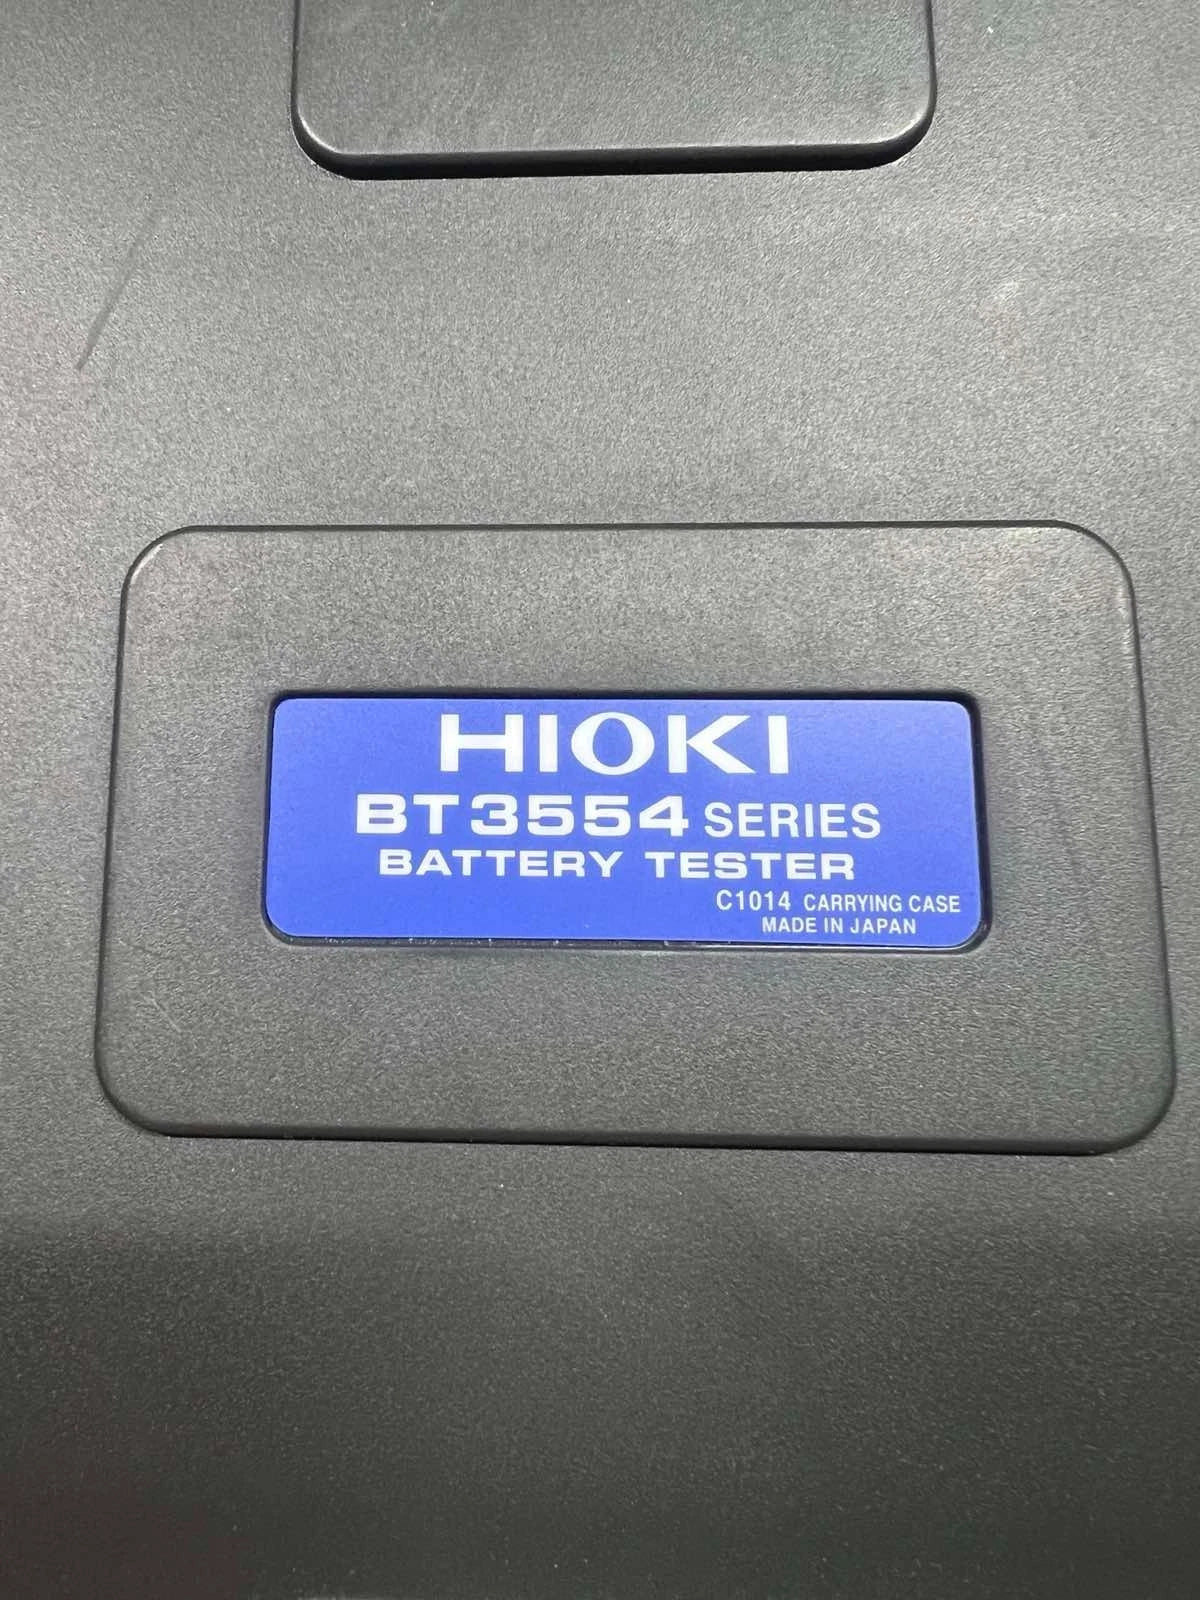 HIOKI
BT3554 SERIES
BATTERY TESTER
C1014 CARRYING CASE
MADE IN JAPAN